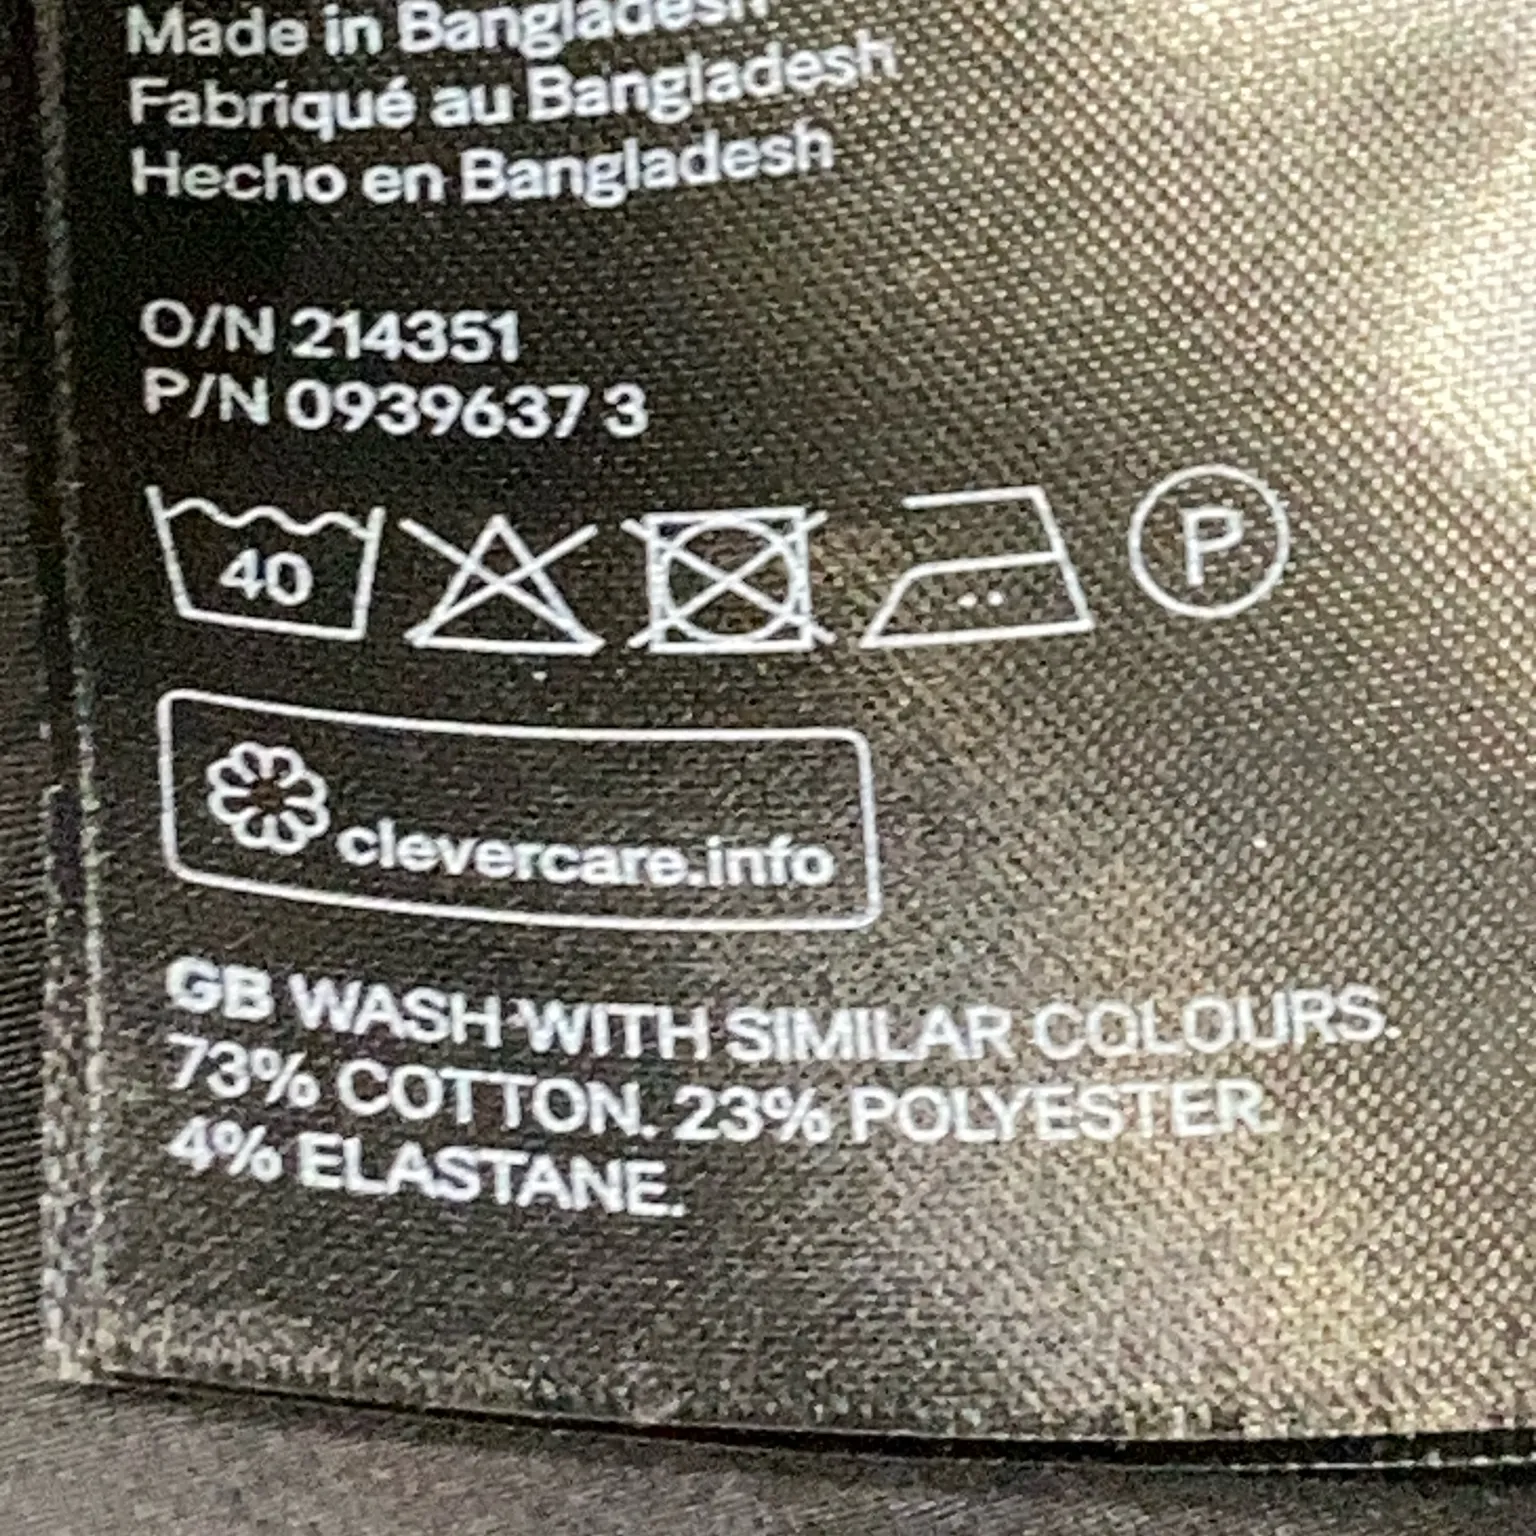 Made in Bangladesh
Fabriqué au Bangladesh
Hecho en Bangladesh
O/N 214351
P/N 0939637 3
40 P
clevercare.info
GB WASH WITH SIMILAR COLOURS.
73% COTTON. 23% POLYESTER.
4% ELASTANE.